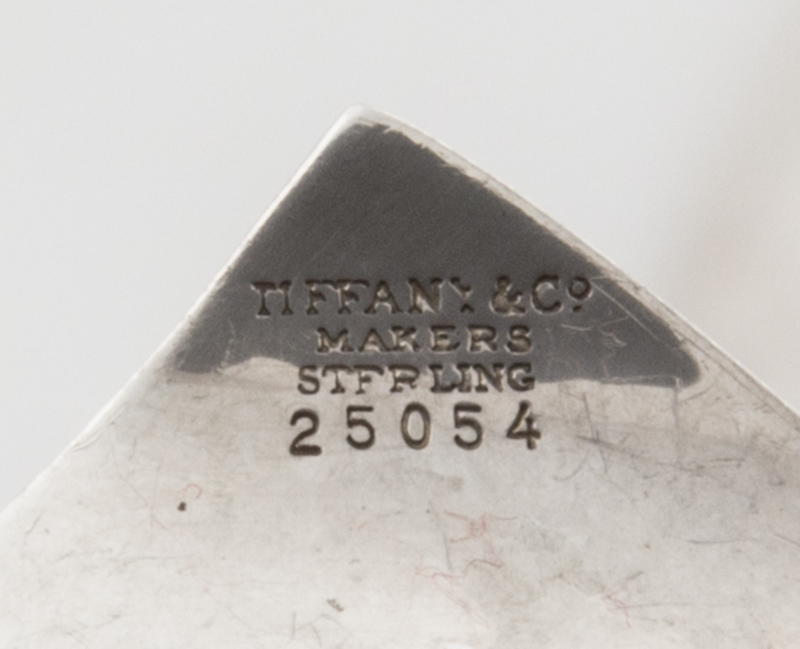 TIFFANY & Cº
MAKERS
STERLING
25054